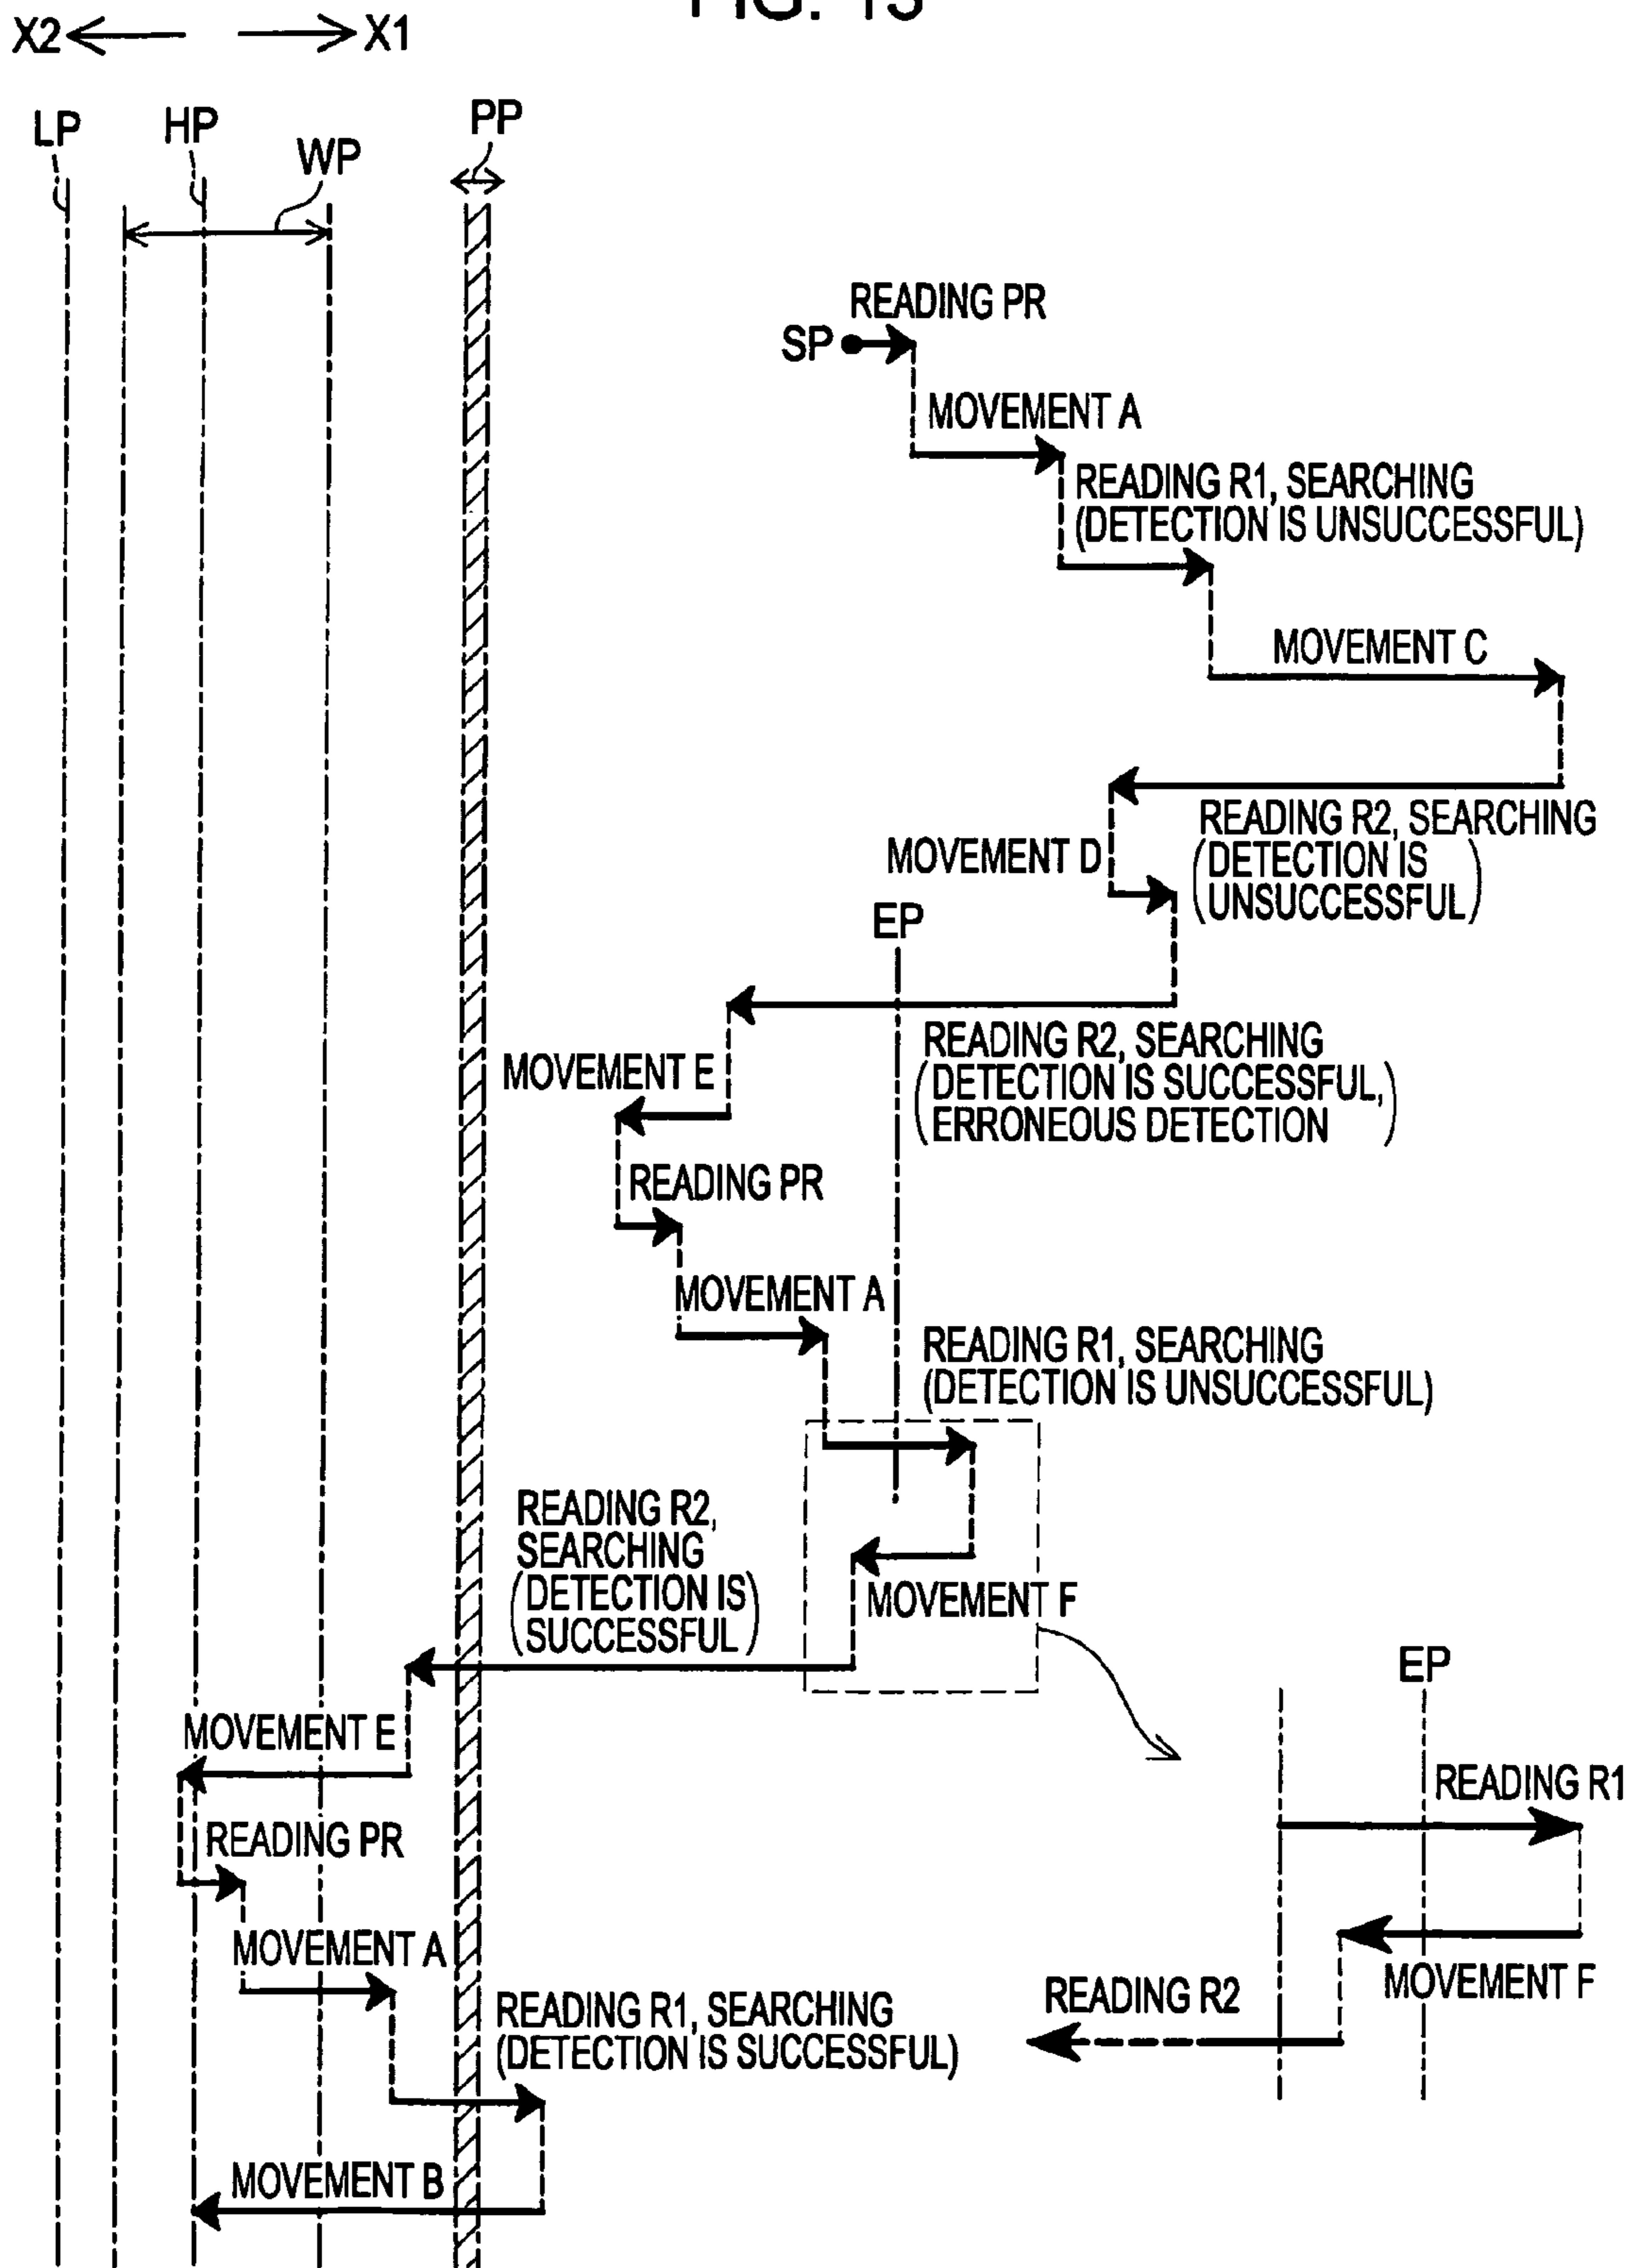 FIG. 13
X2
X1
LP
HP
WP
PP
READING PR
SP
MOVEMENT A
READING R1, SEARCHING
(DETECTION IS UNSUCCESSFUL)
MOVEMENT C
READING R2, SEARCHING
(DETECTION IS
UNSUCCESSFUL)
MOVEMENT D
EP
READING R2, SEARCHING
(DETECTION IS SUCCESSFUL,
ERRONEOUS DETECTION)
MOVEMENT E
READING PR
MOVEMENT A
READING R1, SEARCHING
(DETECTION IS UNSUCCESSFUL)
READING R2,
SEARCHING
(DETECTION IS
SUCCESSFUL)
MOVEMENT F
EP
MOVEMENT E
READING R1
READING PR
MOVEMENT A
MOVEMENT F
READING R2
READING R1, SEARCHING
(DETECTION IS SUCCESSFUL)
MOVEMENT B